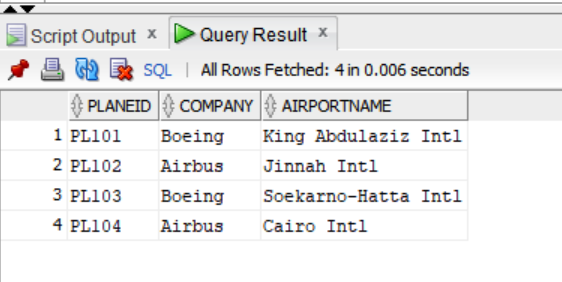 Script Output x Query Result x
SQL | All Rows Fetched: 4 in 0.006 seconds
PLANEID COMPANY AIRPORTNAME
1 PL101 Boeing King Abdulaziz Intl
2 PL102 Airbus Jinnah Intl
3 PL103 Boeing Soekarno-Hatta Intl
4 PL104 Airbus Cairo Intl